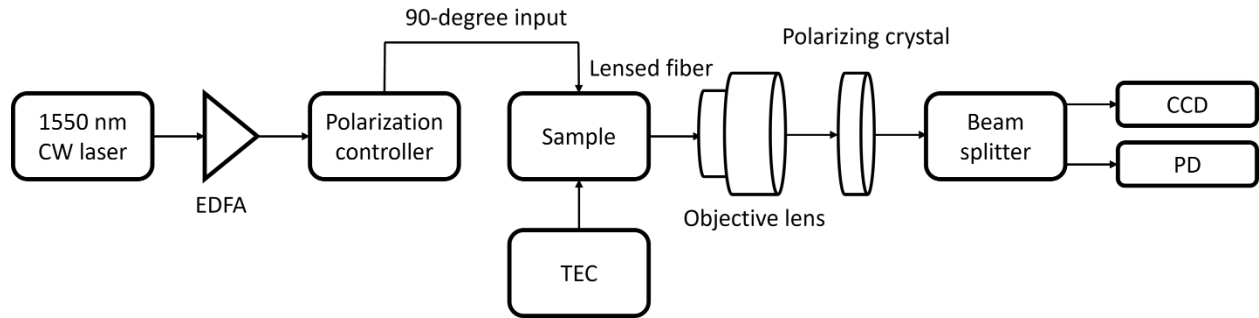 90-degree input
Polarizing crystal
Lensed fiber
1550 nm
CW laser
Polarization
controller
Sample
Beam
splitter
CCD
PD
EDFA
Objective lens
TEC